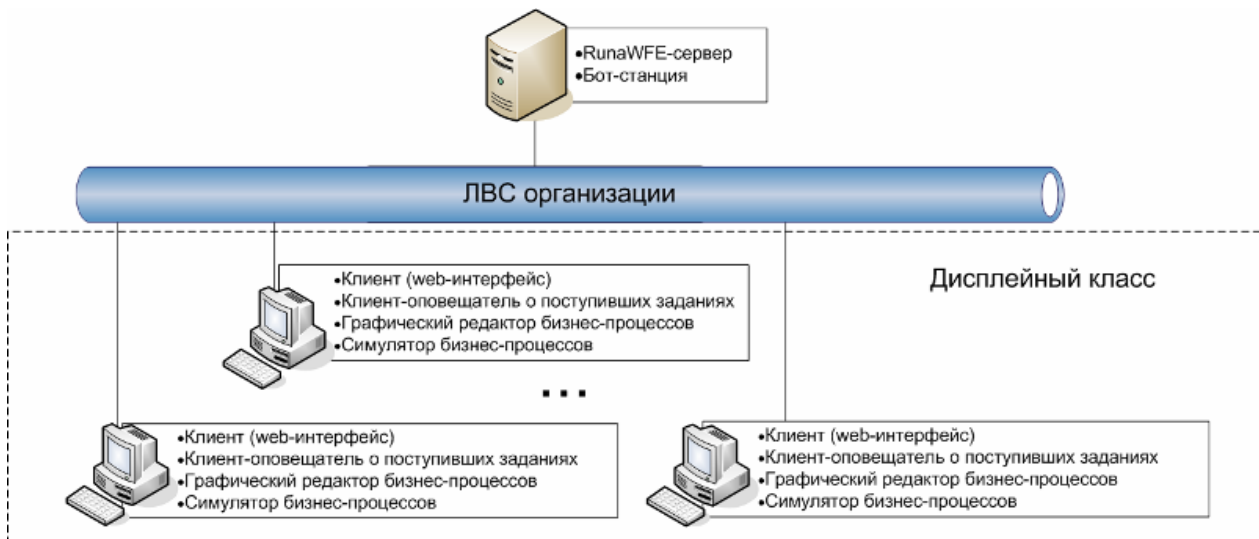 •RunaWFE-сервер
•Бот-станция
ЛВС организации
Дисплейный класс
•Клиент (web-интерфейс)
•Клиент-оповещатель о поступивших заданиях
•Графический редактор бизнес-процессов
•Симулятор бизнес-процессов
...
•Клиент (web-интерфейс)
•Клиент-оповещатель о поступивших заданиях
•Графический редактор бизнес-процессов
•Симулятор бизнес-процессов
•Клиент (web-интерфейс)
•Клиент-оповещатель о поступивших заданиях
•Графический редактор бизнес-процессов
•Симулятор бизнес-процессов